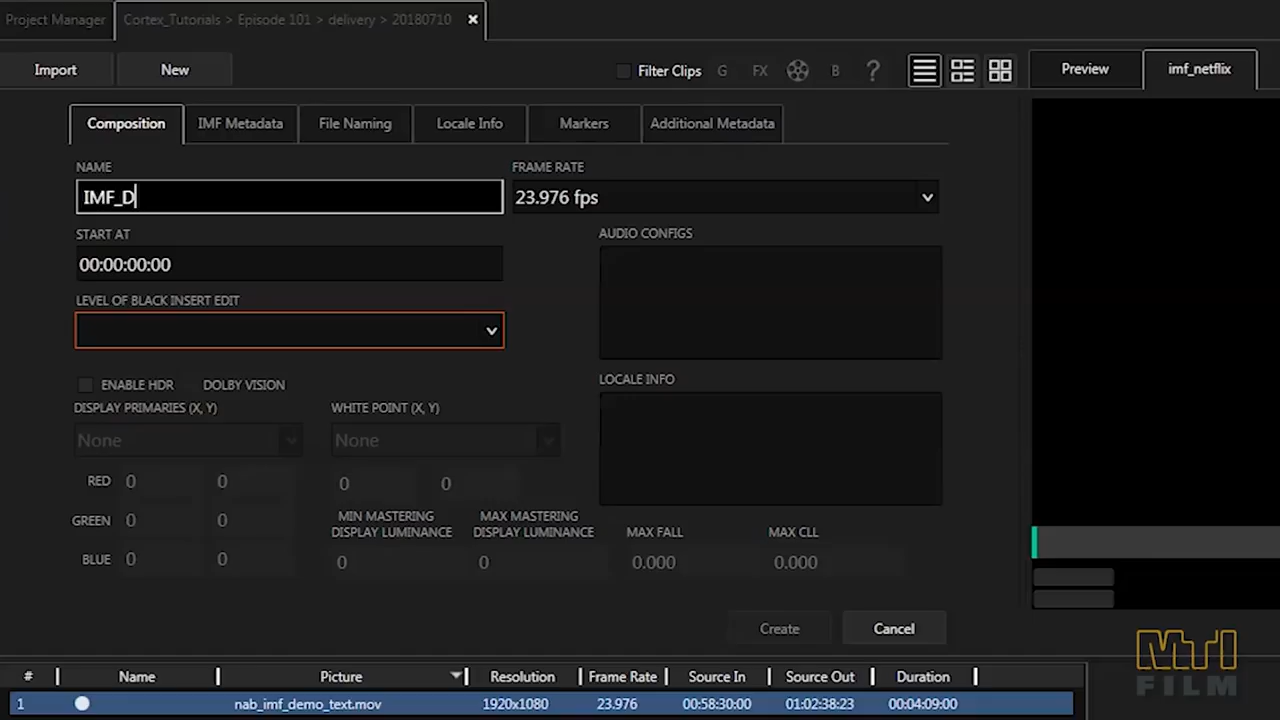 Project Manager
Cortex_Tutorials > Episode 101 > delivery > 20180710 ×
Import New Filter Clips G FX B ? Preview imf_netflix
Composition IMF Metadata File Naming Locale Info Markers Additional Metadata
NAME FRAME RATE
IMF_D 23.976 fps
START AT AUDIO CONFIGS
00:00:00:00
LEVEL OF BLACK INSERT EDIT
LOCALE INFO
ENABLE HDR DOLBY VISION
DISPLAY PRIMARIES (X, Y) WHITE POINT (X, Y)
None None
RED 0 0 0 0
GREEN 0 0 MIN MASTERING DISPLAY LUMINANCE MAX MASTERING DISPLAY LUMINANCE MAX FALL MAX CLL
BLUE 0 0 0 0 0.000 0.000
Create Cancel
# Name Picture Resolution Frame Rate Source In Source Out Duration
1 nab_imf_demo_text.mov 1920x1080 23.976 00:58:30:00 01:02:38:23 00:04:09:00
MTI
FILM